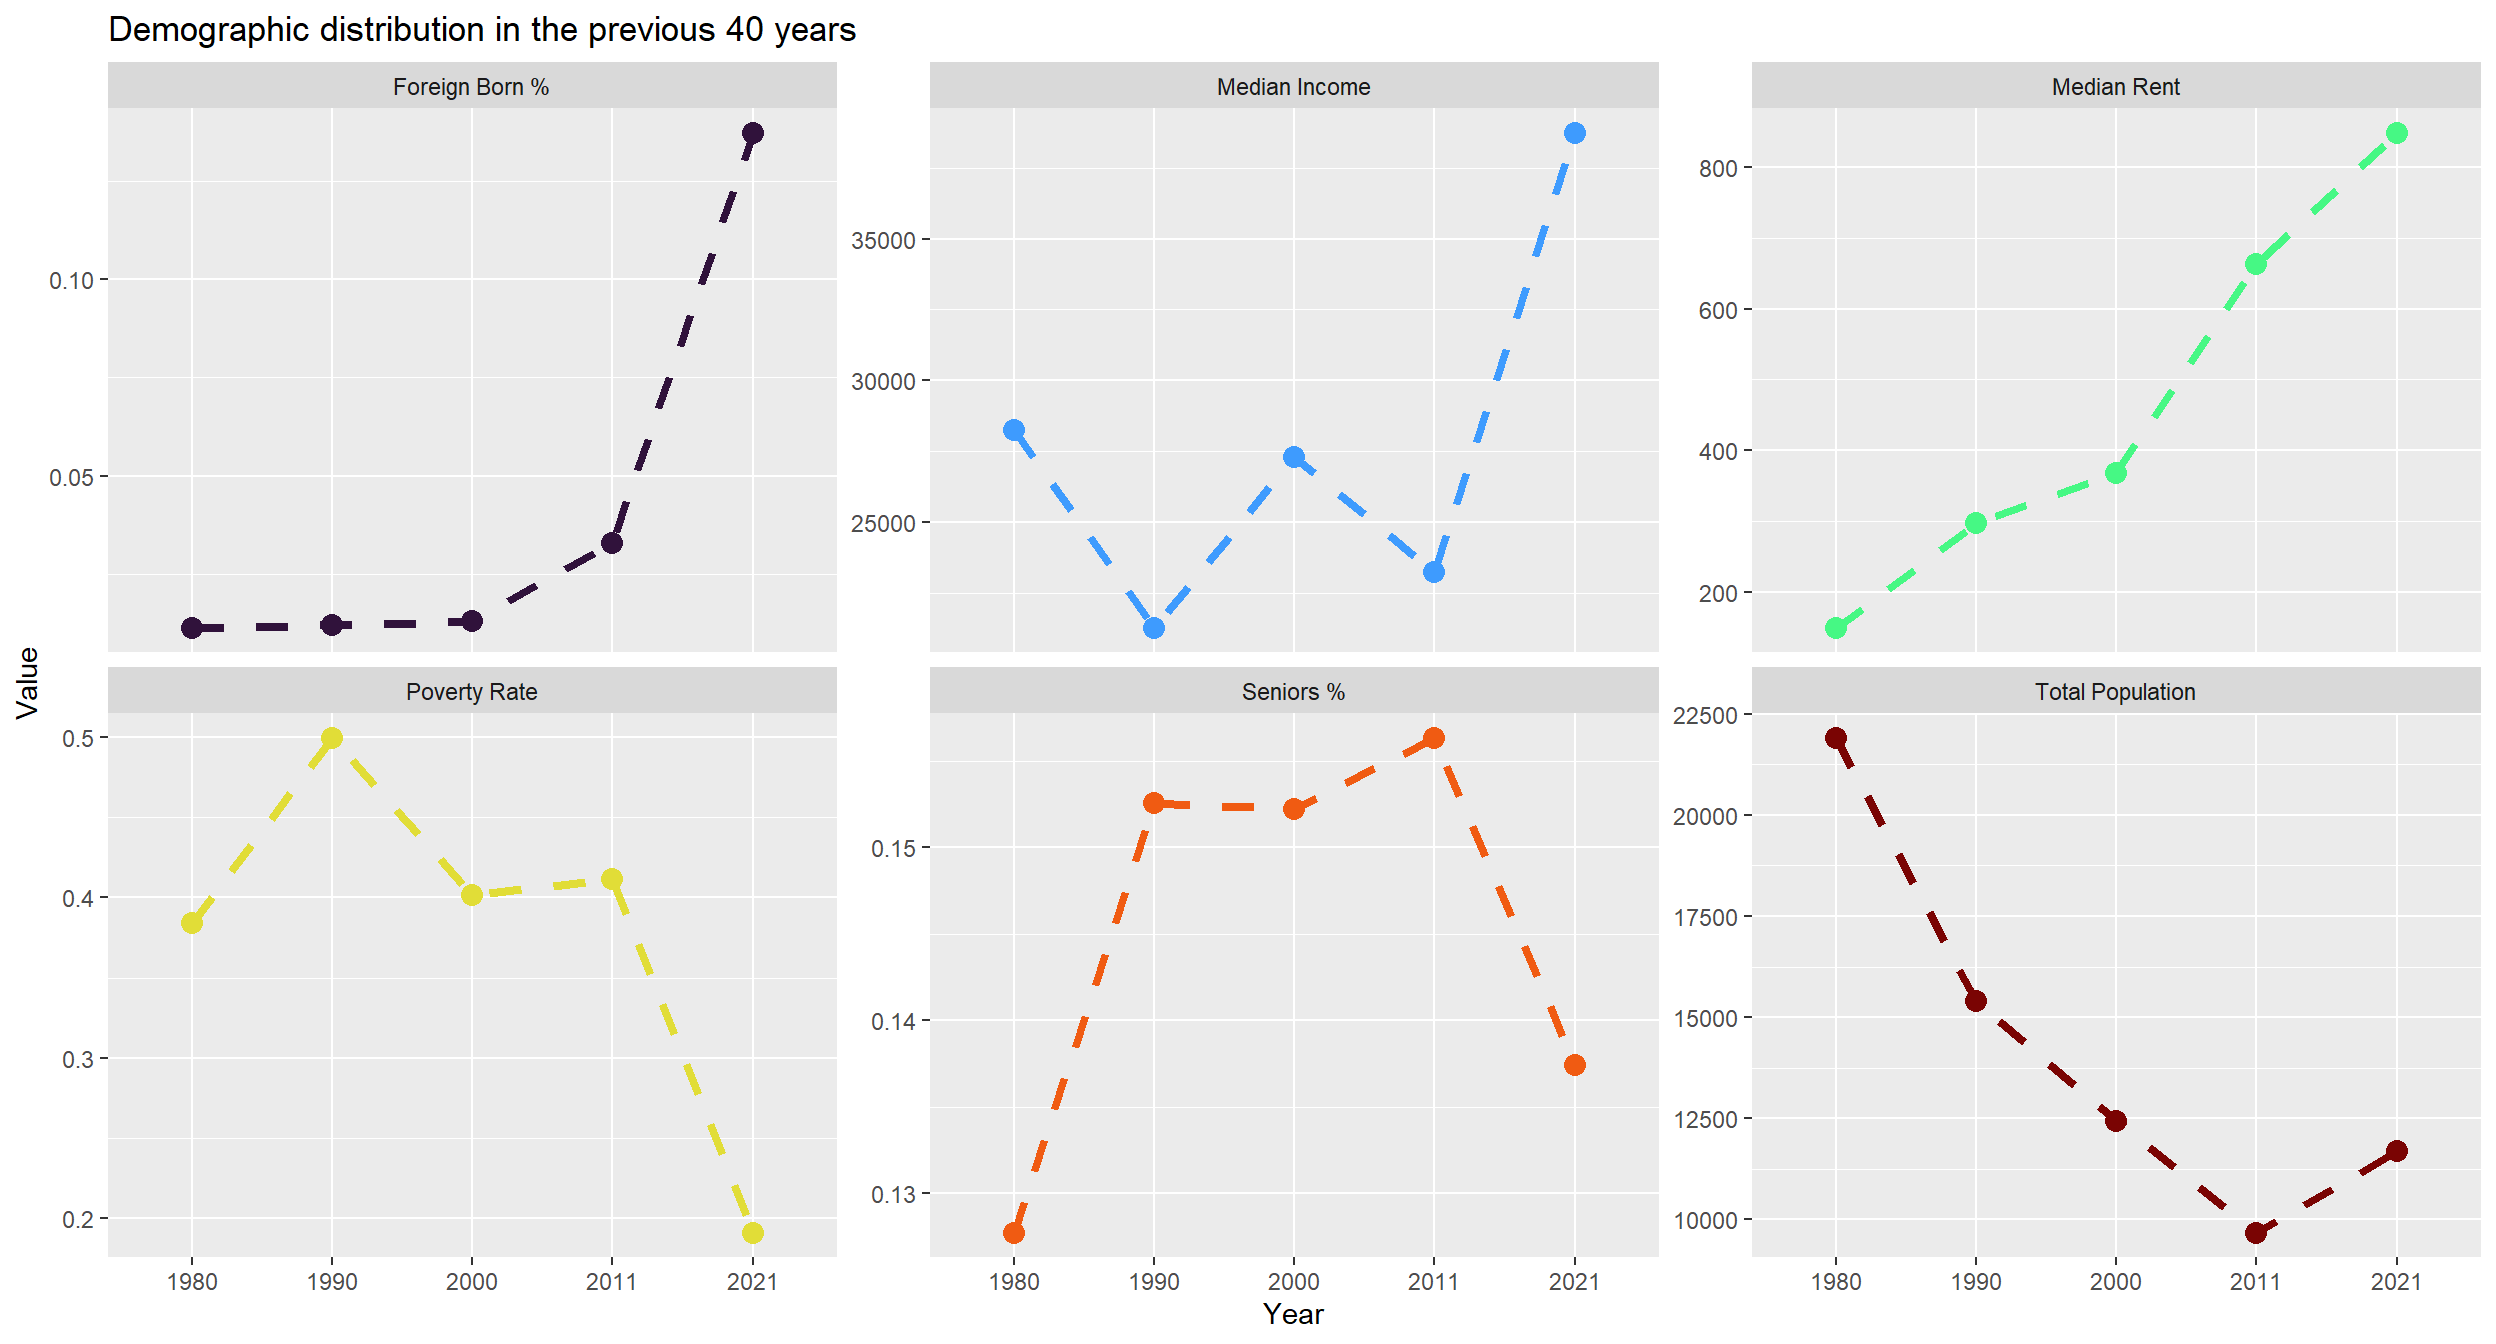 Demographic distribution in the previous 40 years
Foreign Born %
Median Income
Median Rent
0.10
0.05
35000
30000
25000
800
600
400
200
Value
Poverty Rate
Seniors %
Total Population
0.5
0.4
0.3
0.2
0.15
0.14
0.13
22500
20000
17500
15000
12500
10000
1980 1990 2000 2011 2021
1980 1990 2000 2011 2021
1980 1990 2000 2011 2021
Year